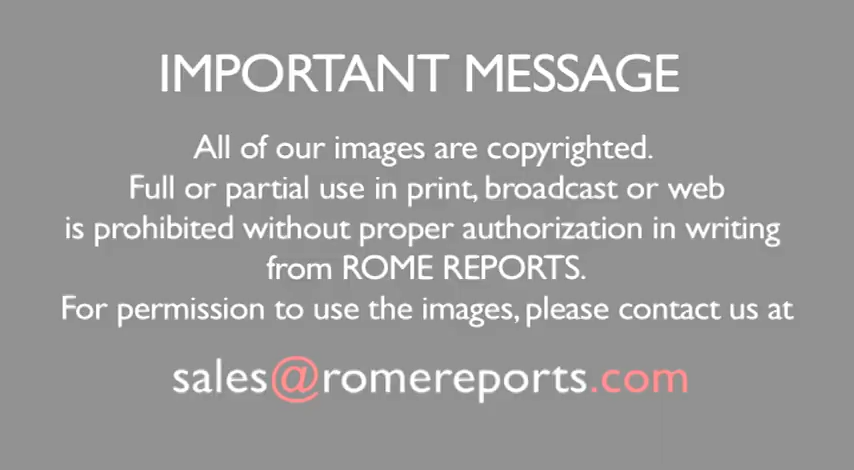 IMPORTANT MESSAGE
All of our images are copyrighted.
Full or partial use in print, broadcast or web
is prohibited without proper authorization in writing
from ROME REPORTS.
For permission to use the images, please contact us at
sales@romereports.com